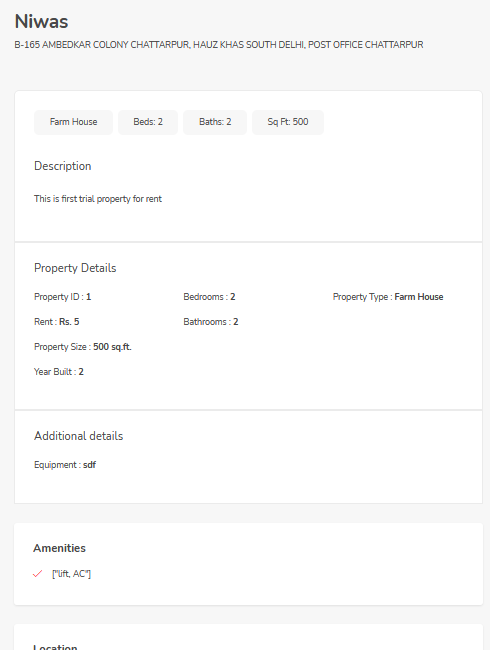 Niwas
B-165 AMBEDKAR COLONY CHATTARPUR, HAUZ KHAS SOUTH DELHI, POST OFFICE CHATTARPUR
Farm House Beds: 2 Baths: 2 Sq Ft: 500
Description
This is first trial property for rent
Property Details
Property ID : 1 Bedrooms : 2 Property Type : Farm House
Rent : Rs. 5 Bathrooms : 2
Property Size : 500 sq.ft.
Year Built : 2
Additional details
Equipment : sdf
Amenities
["lift, AC"]
Location